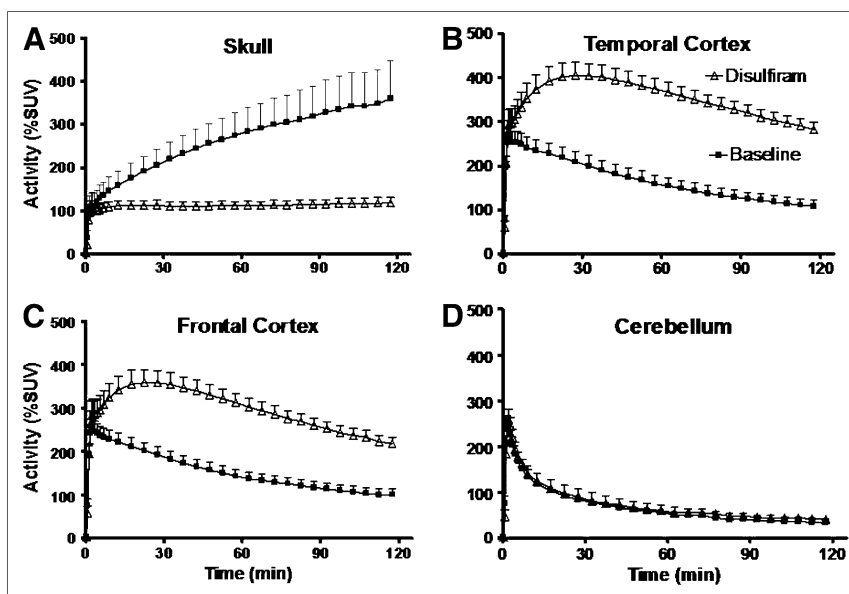 A
Skull
Activity (%SUV)
500
400
300
200
100
0
0 30 60 90 120
B
Temporal Cortex
500
400
300
200
100
0
Disulfiram
Baseline
0 30 60 90 120
C
Frontal Cortex
Activity (%SUV)
500
400
300
200
100
0
0 30 60 90 120
Time (min)
D
Cerebellum
500
400
300
200
100
0
0 30 60 90 120
Time (min)